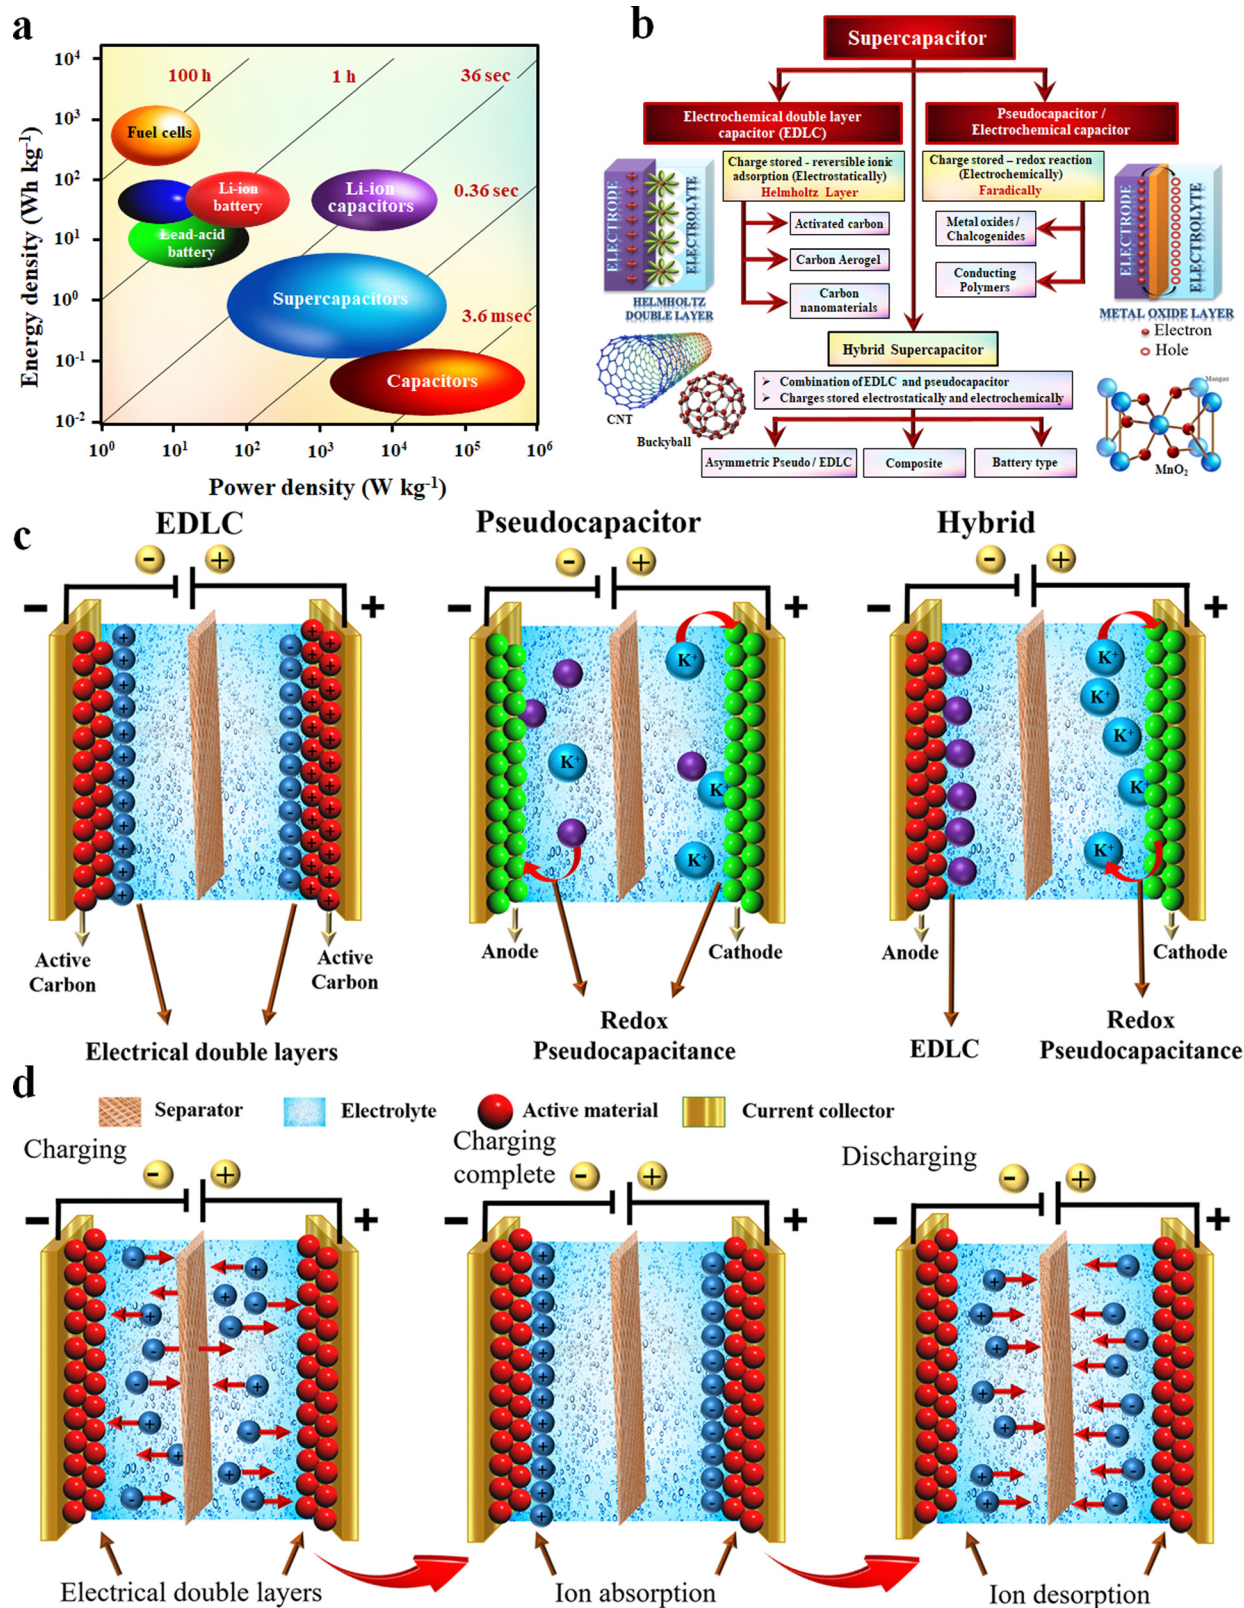 a
Energy density (Wh kg-1)
10⁴
10³
10²
10¹
10⁰
10⁻¹
10⁻²
100 h
1 h
36 sec
0.36 sec
3.6 msec
Fuel cells
Li-ion
battery
Li-ion
capacitors
Lead-acid
battery
Supercapacitors
Capacitors
10⁰
10¹
10²
10³
10⁴
10⁵
10⁶
Power density (W kg-1)
b
Supercapacitor
Electrochemical double layer
capacitor (EDLC)
Pseudocapacitor /
Electrochemical capacitor
Charge stored - reversible ionic
adsorption (Electrostatically)
Helmholtz Layer
Charge stored – redox reaction
(Electrochemically)
Faradically
Activated carbon
Carbon Aerogel
Carbon
nanomaterials
Metal oxides /
Chalcogenides
Conducting
Polymers
ELECTRODE
ELECTROLYTE
HELMHOLTZ
DOUBLE LAYER
ELECTRODE
ELECTROLYTE
METAL OXIDE LAYER
Electron
Hole
Hybrid Supercapacitor
➢ Combination of EDLC and pseudocapacitor
➢ Charges stored electrostatically and electrochemically
Asymmetric Pseudo / EDLC
Composite
Battery type
CNT
Buckyball
MnO₂
c
EDLC
Pseudocapacitor
Hybrid
- +
- +
- +
- +
- +
- +
K⁺
K⁺
K⁺
K⁺
K⁺
K⁺
K⁺
K⁺
K⁺
Active
Carbon
Active
Carbon
Electrical double layers
Anode
Cathode
Redox
Pseudocapacitance
Anode
Cathode
EDLC
Redox
Pseudocapacitance
d
Separator
Electrolyte
Active material
Current collector
Charging
Charging
complete
Discharging
- +
- +
- +
- +
- +
- +
Electrical double layers
Ion absorption
Ion desorption